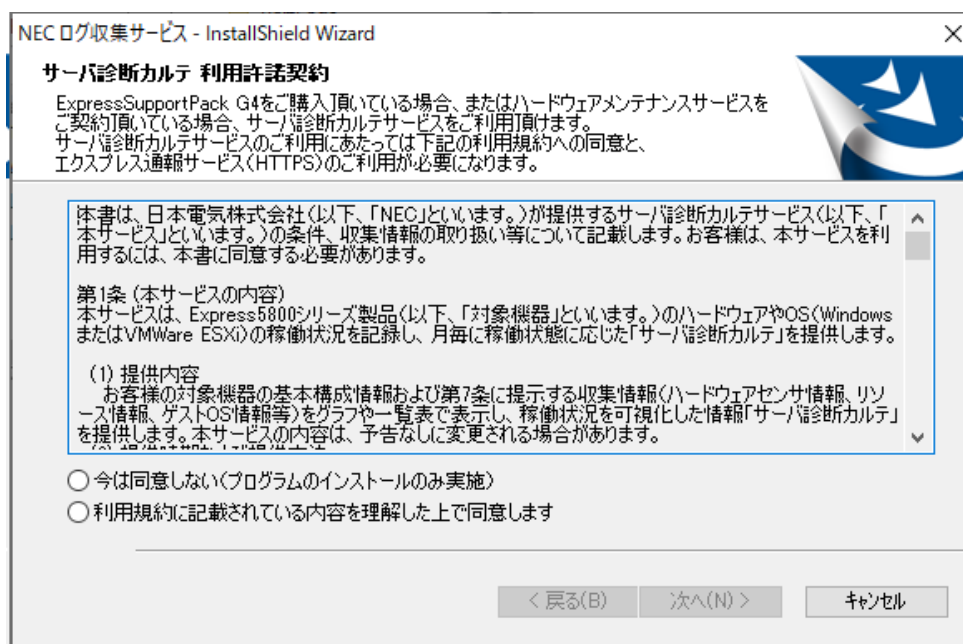 NEC ログ収集サービス - InstallShield Wizard
サーバ診断カルテ 利用許諾契約
ExpressSupportPack G4をご購入頂いている場合、またはハードウェアメンテナンスサービスを
ご契約頂いている場合、サーバ診断カルテサービスをご利用頂けます。
サーバ診断カルテサービスのご利用にあたっては下記の利用規約への同意と、
エクスプレス通報サービス(HTTPS)のご利用が必要になります。
本書は、日本電気株式会社(以下、「NEC」といいます。)が提供するサーバ診断カルテサービス(以下、「
本サービス」といいます。)の条件、収集情報の取り扱い等について記載します。お客様は、本サービスを利
用するには、本書に同意する必要があります。
第1条 (本サービスの内容)
本サービスは、Express5800シリーズ製品(以下、「対象機器」といいます。)のハードウェアやOS(Windows
またはVMWare ESXi)の稼働状況を記録し、月毎に稼働状態に応じた「サーバ診断カルテ」を提供します。
(1) 提供内容
お客様の対象機器の基本構成情報および第7条に提示する収集情報(ハードウェアセンサ情報、リソ
ース情報、ゲストOS情報等)をグラフや一覧表で表示し、稼働状況を可視化した情報「サーバ診断カルテ」
を提供します。本サービスの内容は、予告なしに変更される場合があります。
今は同意しない(プログラムのインストールのみ実施)
利用規約に記載されている内容を理解した上で同意します
< 戻る(B)
次へ(N) >
キャンセル